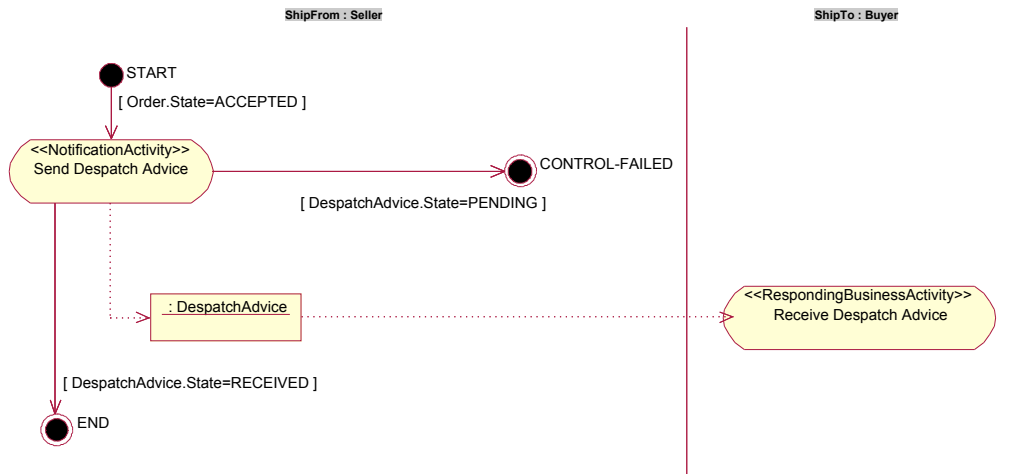 ShipFrom : Seller
ShipTo : Buyer
START
[ Order.State=ACCEPTED ]
<<NotificationActivity>>
Send Despatch Advice
CONTROL-FAILED
[ DespatchAdvice.State=PENDING ]
: DespatchAdvice
<<RespondingBusinessActivity>>
Receive Despatch Advice
[ DespatchAdvice.State=RECEIVED ]
END